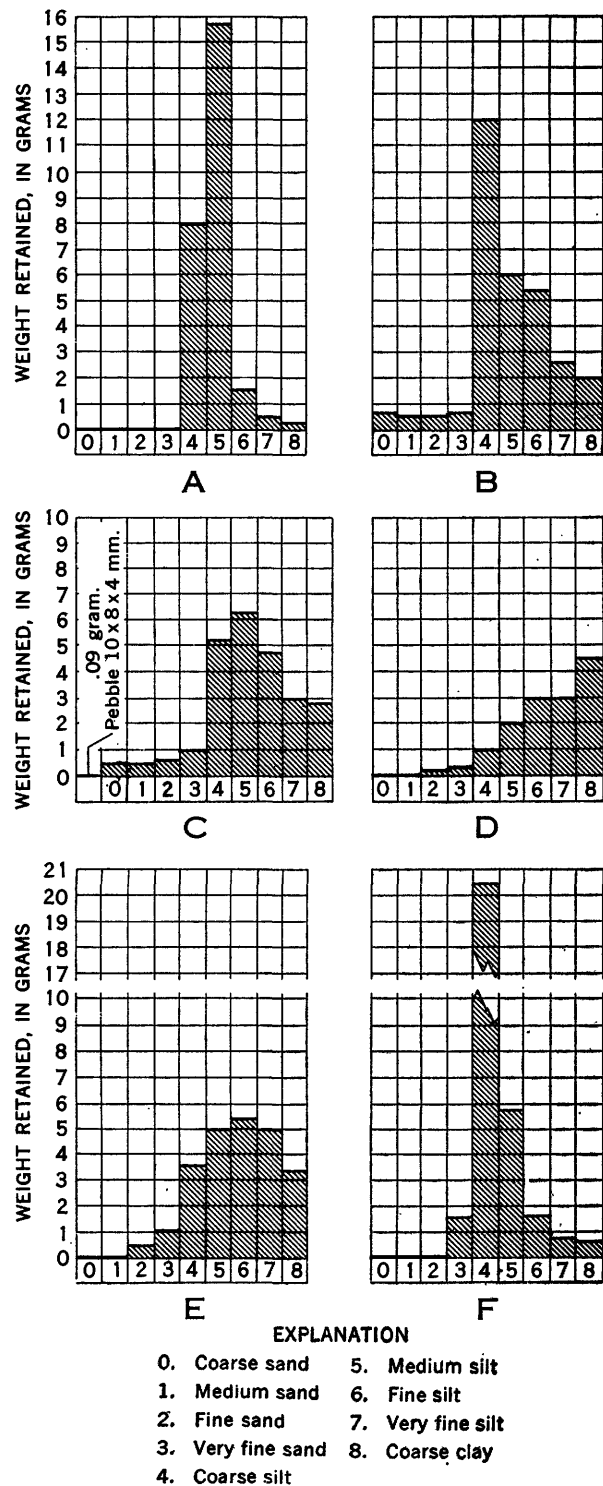 WEIGHT RETAINED, IN GRAMS
16
15
14
13
12
11
10
9
8
7
6
5
4
3
2
1
0
0 1 2 3 4 5 6 7 8
A
0 1 2 3 4 5 6 7 8
B
WEIGHT RETAINED, IN GRAMS
10
9
8
7
6
5
4
3
2
1
0
.09 gram.
Pebble 10 x 8 x 4 mm.
0 1 2 3 4 5 6 7 8
C
0 1 2 3 4 5 6 7 8
D
WEIGHT RETAINED, IN GRAMS
21
20
19
18
17
10
9
8
7
6
5
4
3
2
1
0
0 1 2 3 4 5 6 7 8
E
0 1 2 3 4 5 6 7 8
F
EXPLANATION
0. Coarse sand
1. Medium sand
2. Fine sand
3. Very fine sand
4. Coarse silt
5. Medium silt
6. Fine silt
7. Very fine silt
8. Coarse clay